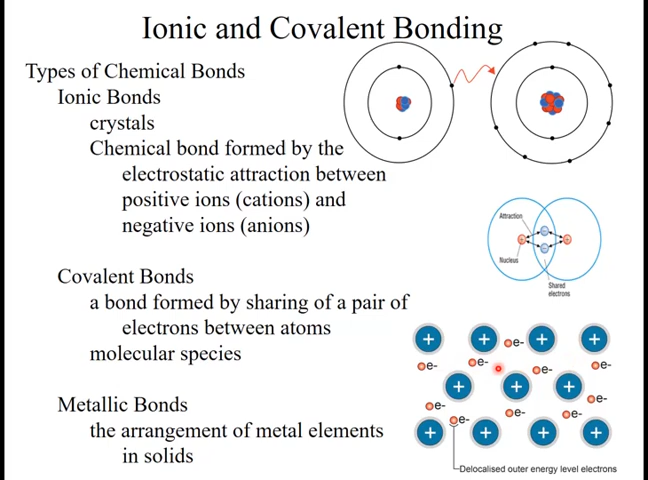 Ionic and Covalent Bonding
Types of Chemical Bonds
Ionic Bonds
crystals
Chemical bond formed by the
electrostatic attraction between
positive ions (cations) and
negative ions (anions)
Covalent Bonds
a bond formed by sharing of a pair of
electrons between atoms
molecular species
Metallic Bonds
the arrangement of metal elements
in solids
Attraction
Nucleus
Shared
electrons
+ + + +
e-
e- e- e- e-
+ + +
e- e-
e- e- e-
+ + + +
Delocalised outer energy level electrons